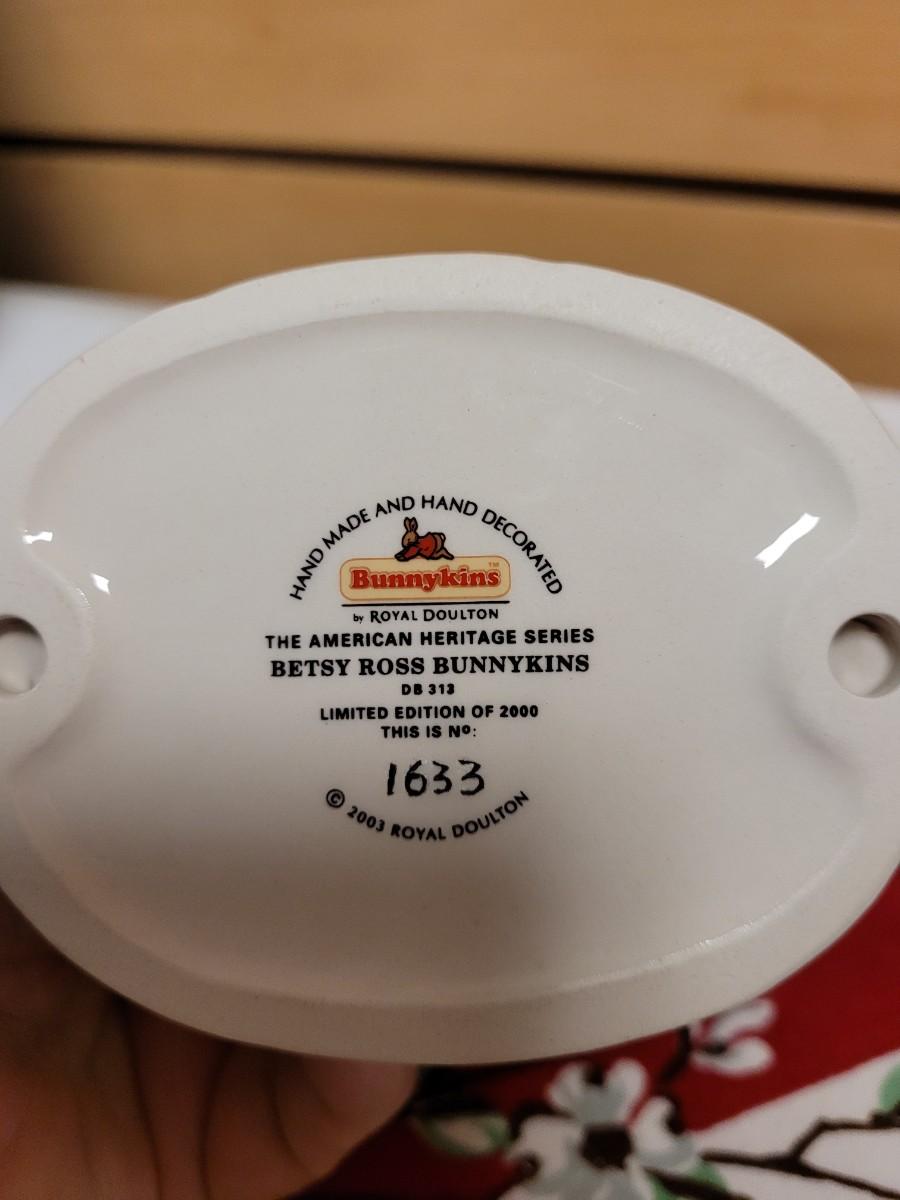 HAND MADE AND HAND DECORATED
Bunnykins™
by ROYAL DOULTON
THE AMERICAN HERITAGE SERIES
BETSY ROSS BUNNYKINS
DB 313
LIMITED EDITION OF 2000
THIS IS Nº:
1633
© 2003 ROYAL DOULTON